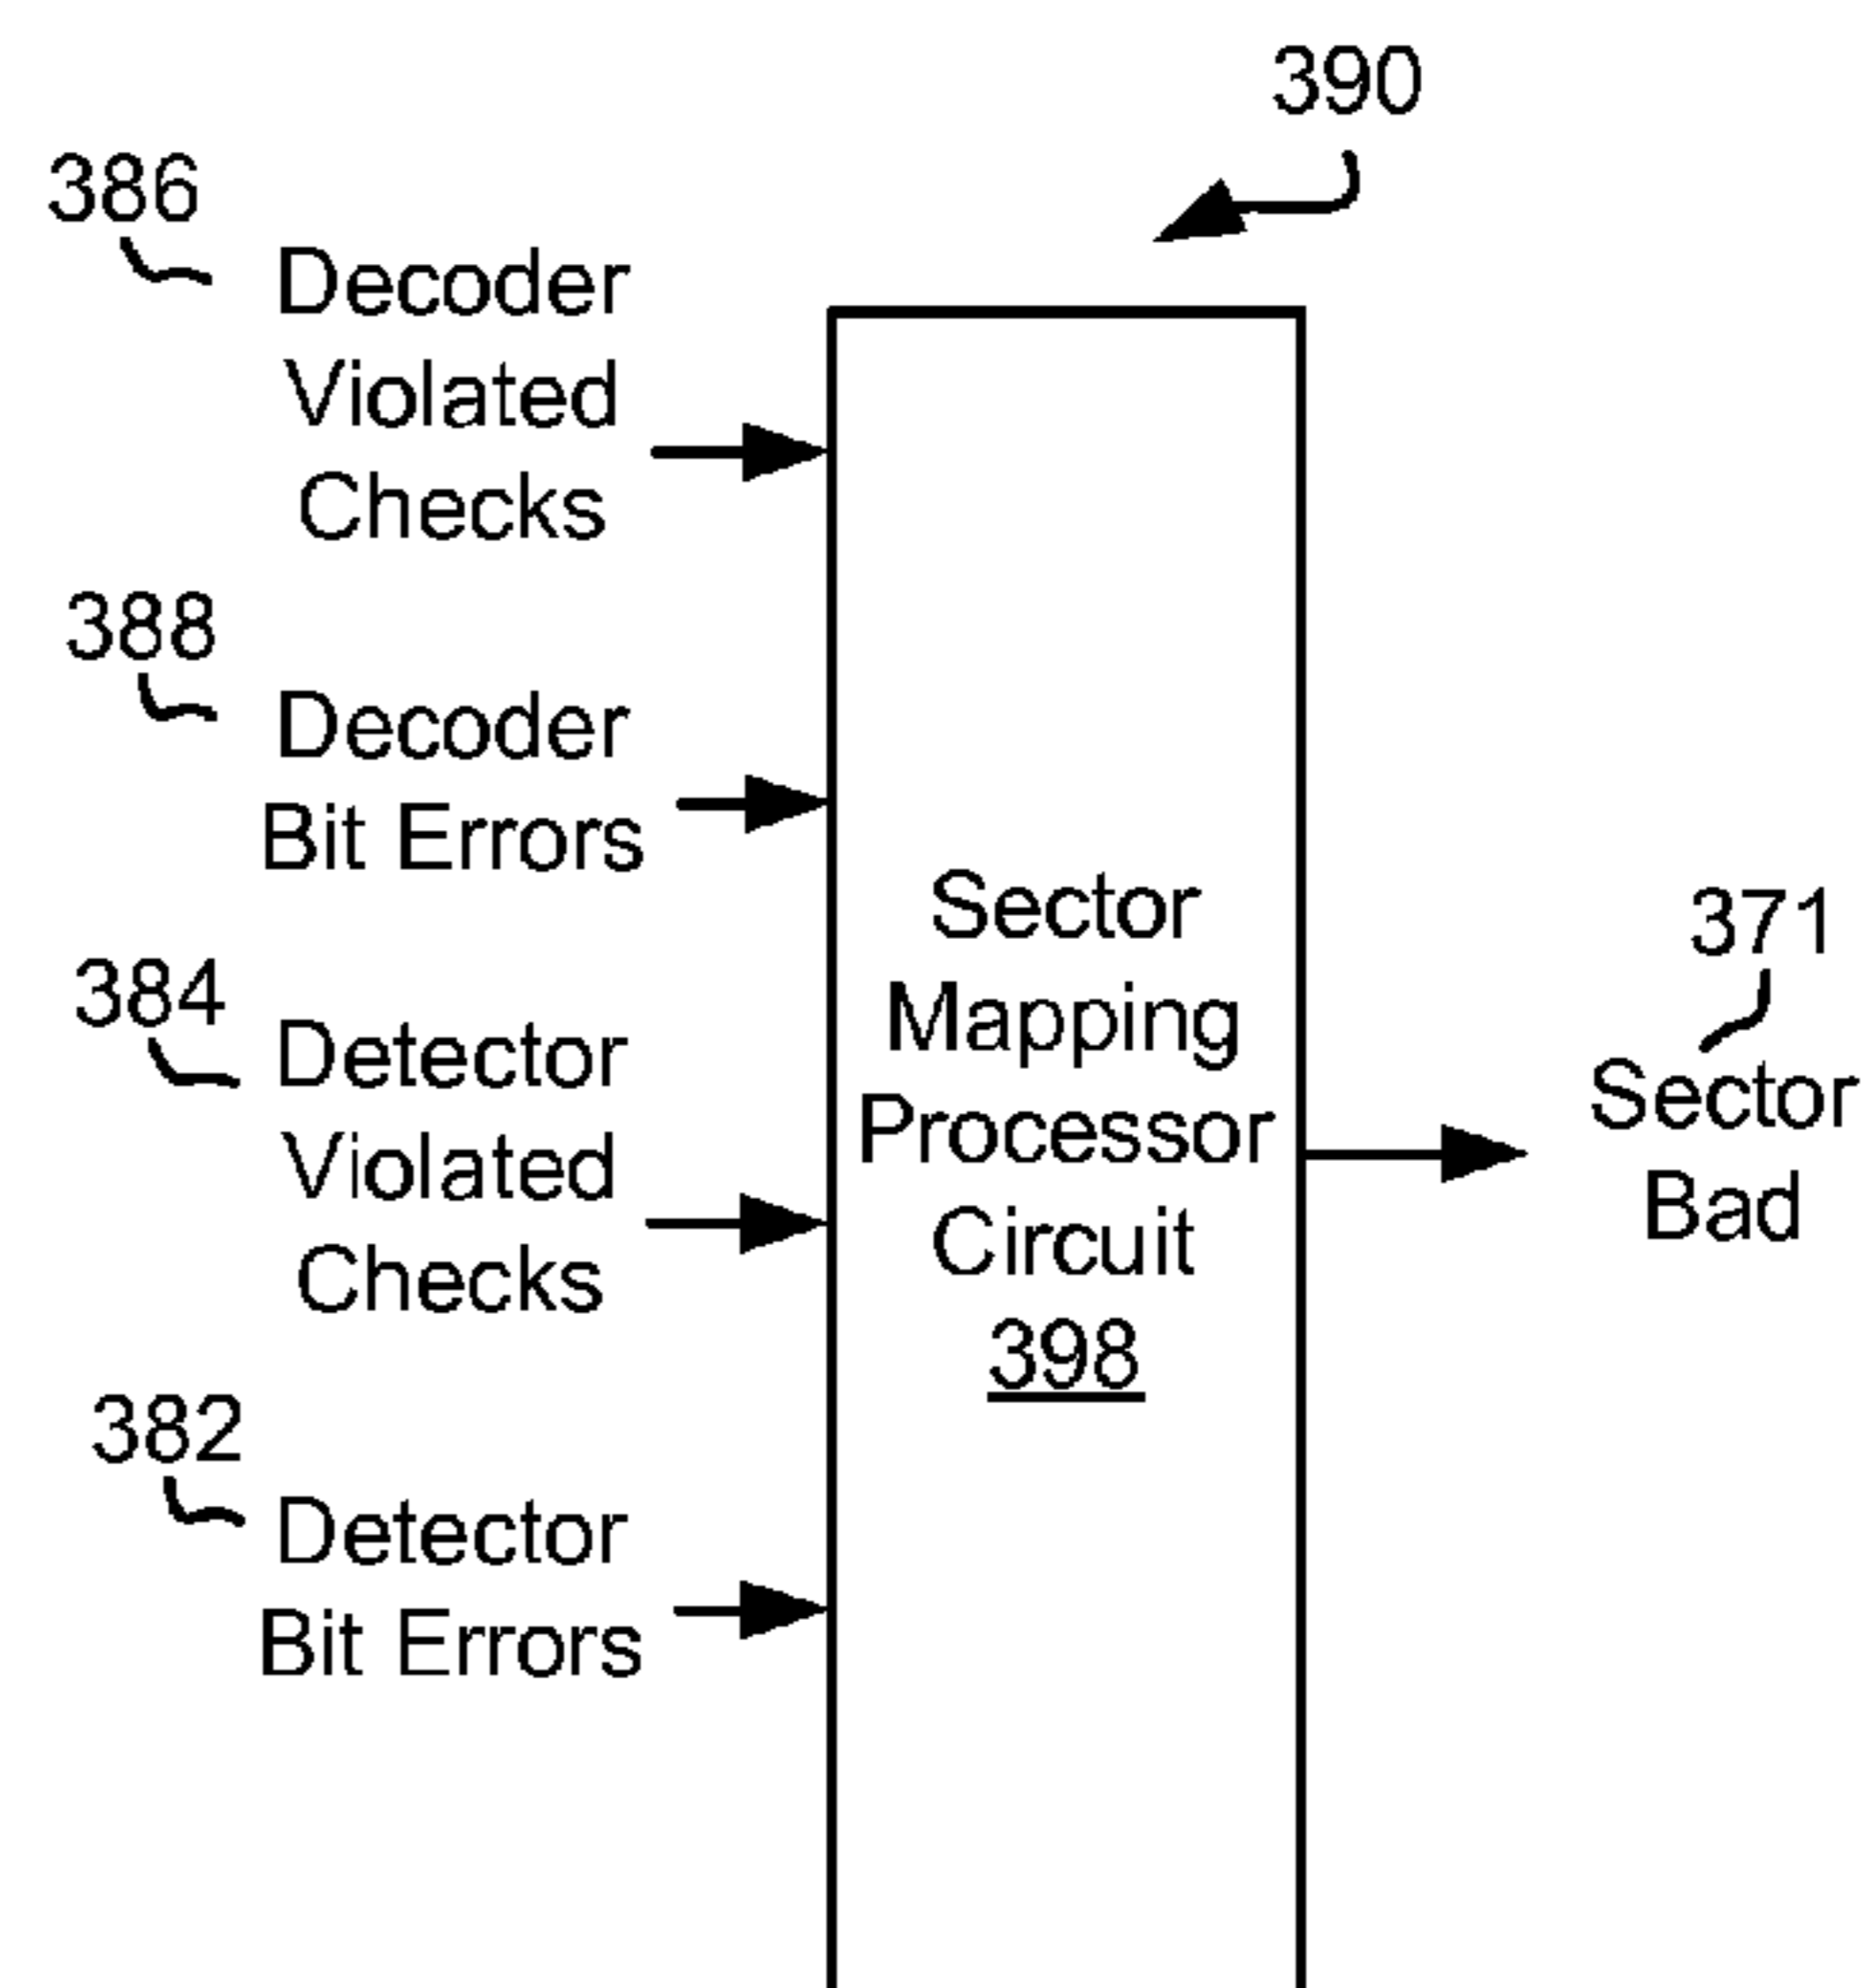 390
386
Decoder
Violated
Checks
388
Decoder
Bit Errors
384
Detector
Violated
Checks
382
Detector
Bit Errors
Sector
Mapping
Processor
Circuit
398
371
Sector
Bad